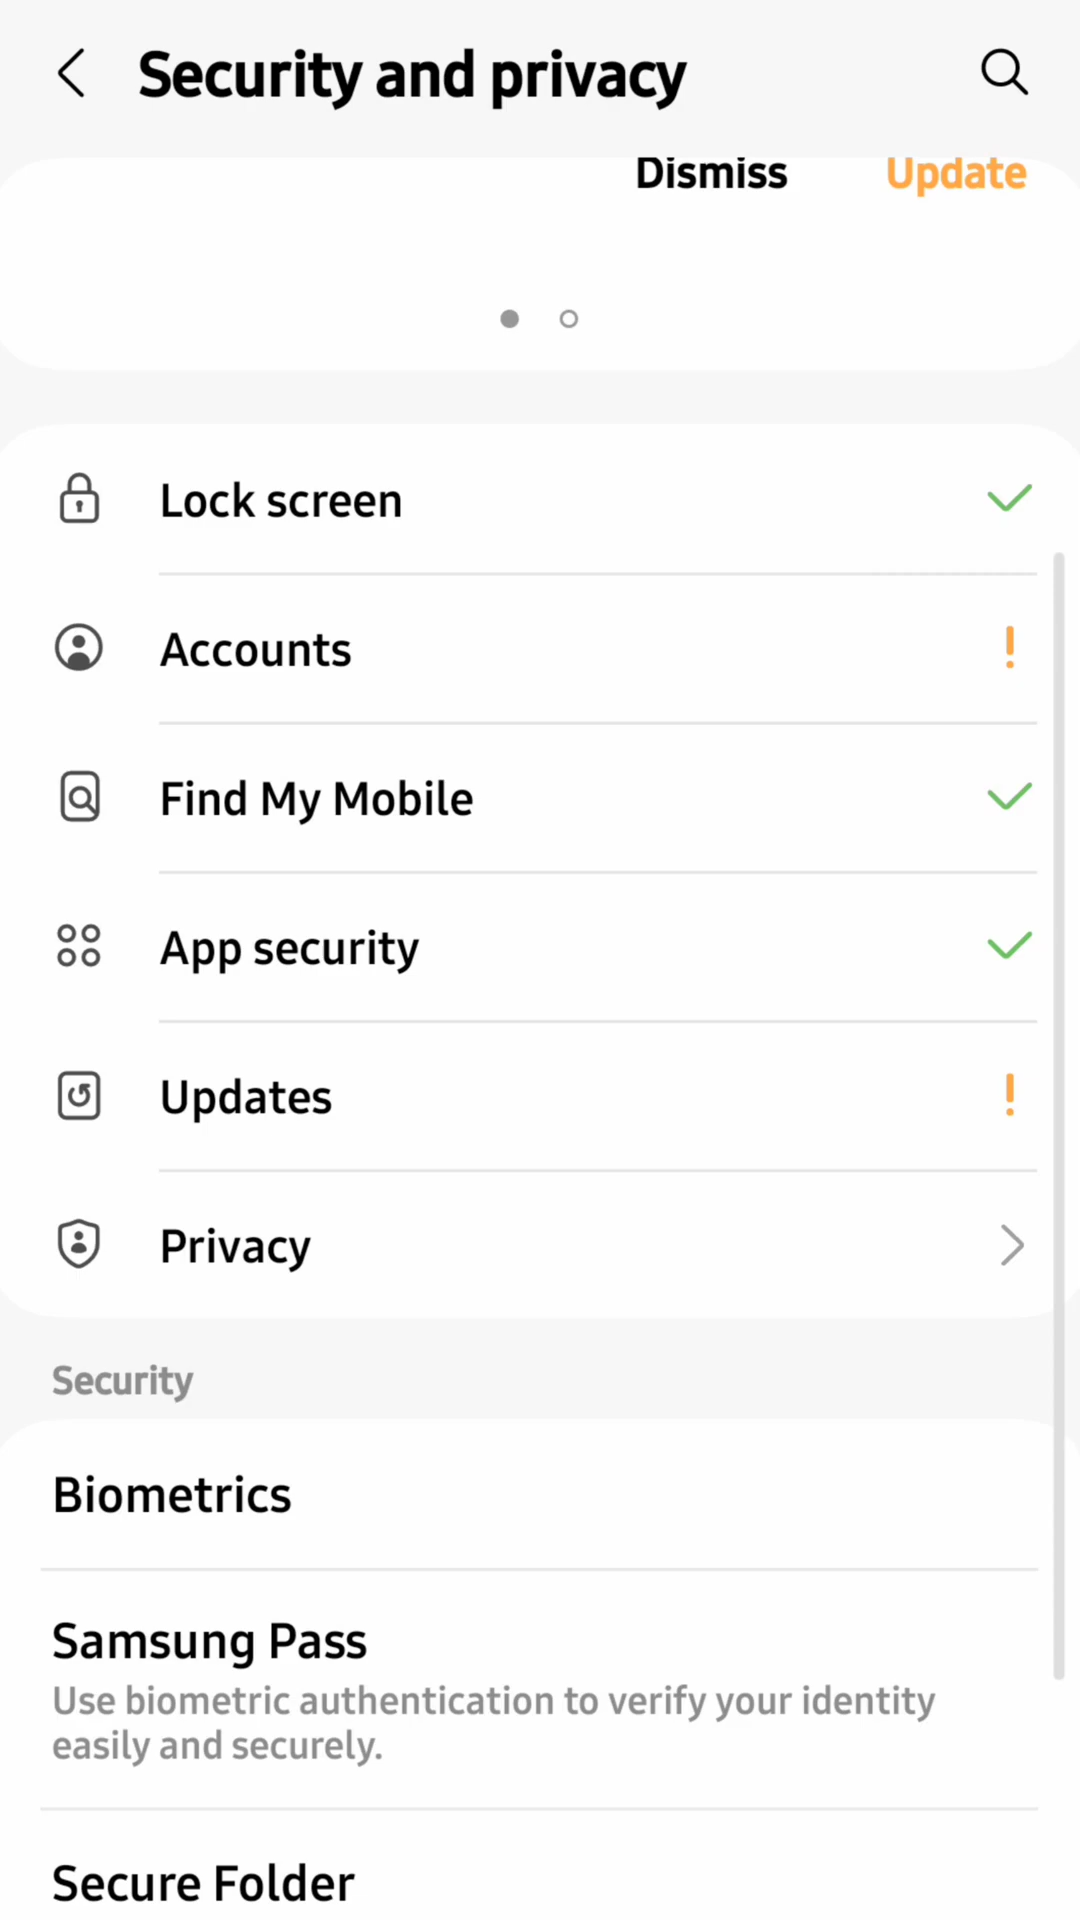 Security and privacy
Dismiss Update
Lock screen
Accounts
Find My Mobile
App security
Updates
Privacy
Security
Biometrics
Samsung Pass
Use biometric authentication to verify your identity
easily and securely.
Secure Folder